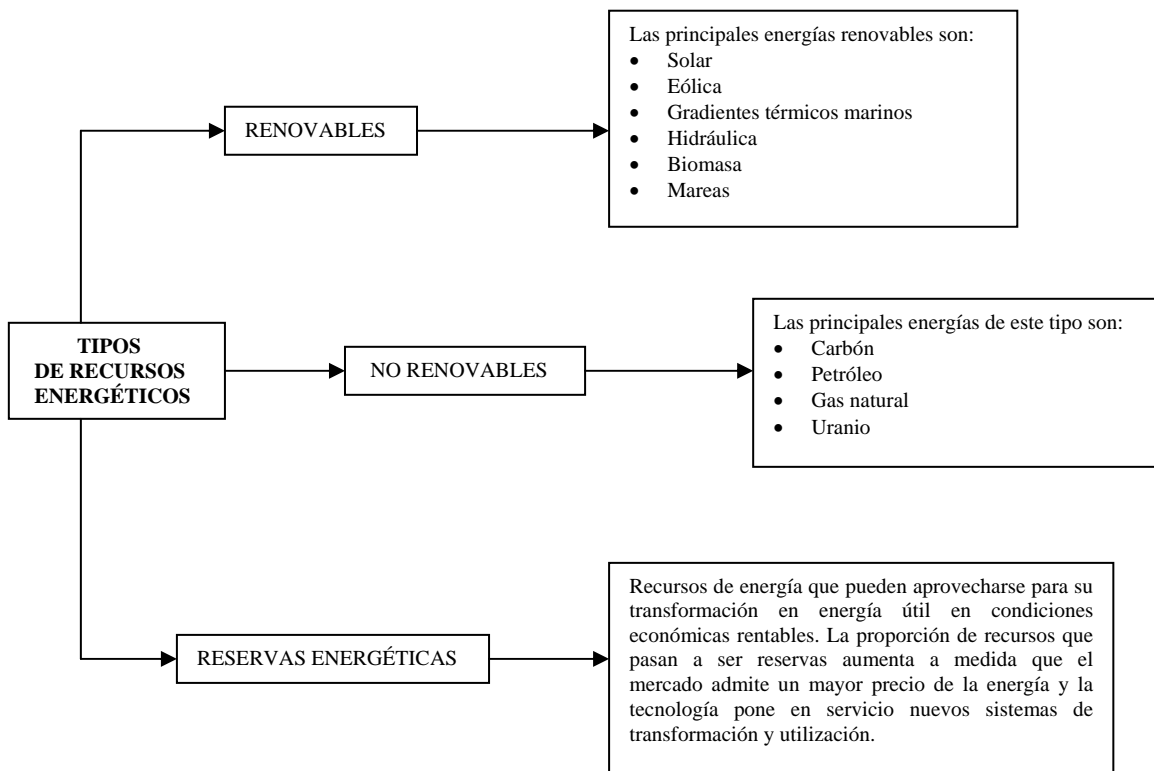 Las principales energías renovables son:
• Solar
• Eólica
• Gradientes térmicos marinos
• Hidráulica
• Biomasa
• Mareas
RENOVABLES
TIPOS
DE RECURSOS
ENERGÉTICOS
NO RENOVABLES
Las principales energías de este tipo son:
• Carbón
• Petróleo
• Gas natural
• Uranio
RESERVAS ENERGÉTICAS
Recursos de energía que pueden aprovecharse para su
transformación en energía útil en condiciones
económicas rentables. La proporción de recursos que
pasan a ser reservas aumenta a medida que el
mercado admite un mayor precio de la energía y la
tecnología pone en servicio nuevos sistemas de
transformación y utilización.